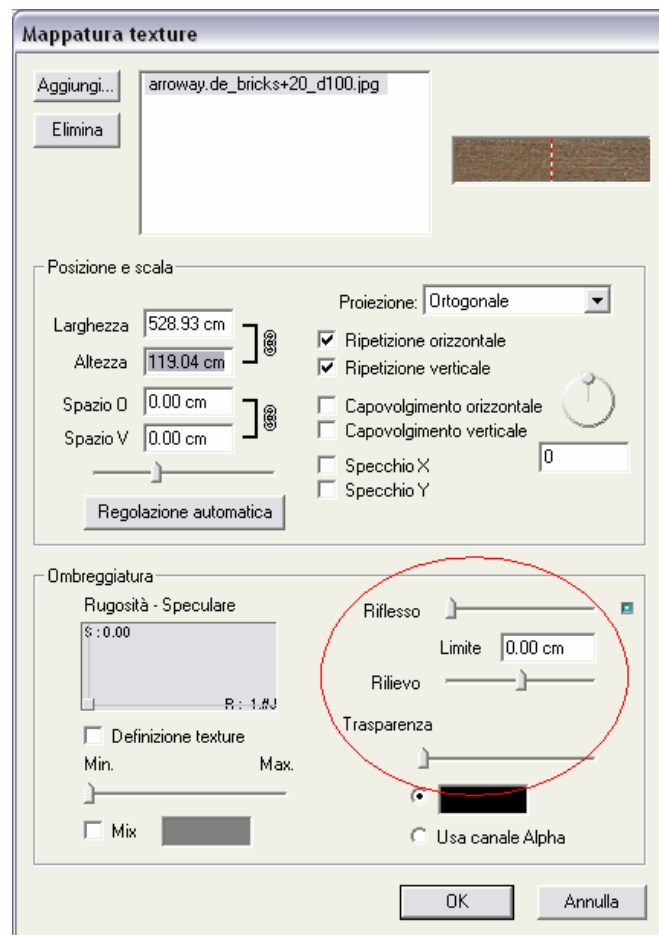 Mappatura texture
Aggiungi...
arroway.de_bricks+20_d100.jpg
Elimina
Posizione e scala
Proiezione: Ortogonale
Larghezza 528.93 cm
Ripetizione orizzontale
Altezza 119.04 cm
Ripetizione verticale
Spazio O 0.00 cm
Capovolgimento orizzontale
Spazio V 0.00 cm
Capovolgimento verticale
0
Specchio X
Specchio Y
Regolazione automatica
Ombreggiatura
Rugosità - Speculare
Riflesso
S : 0.00
Limite 0.00 cm
Rilievo
R : 1.#J
Trasparenza
Definizione texture
Min. Max.
Mix
Usa canale Alpha
OK Annulla